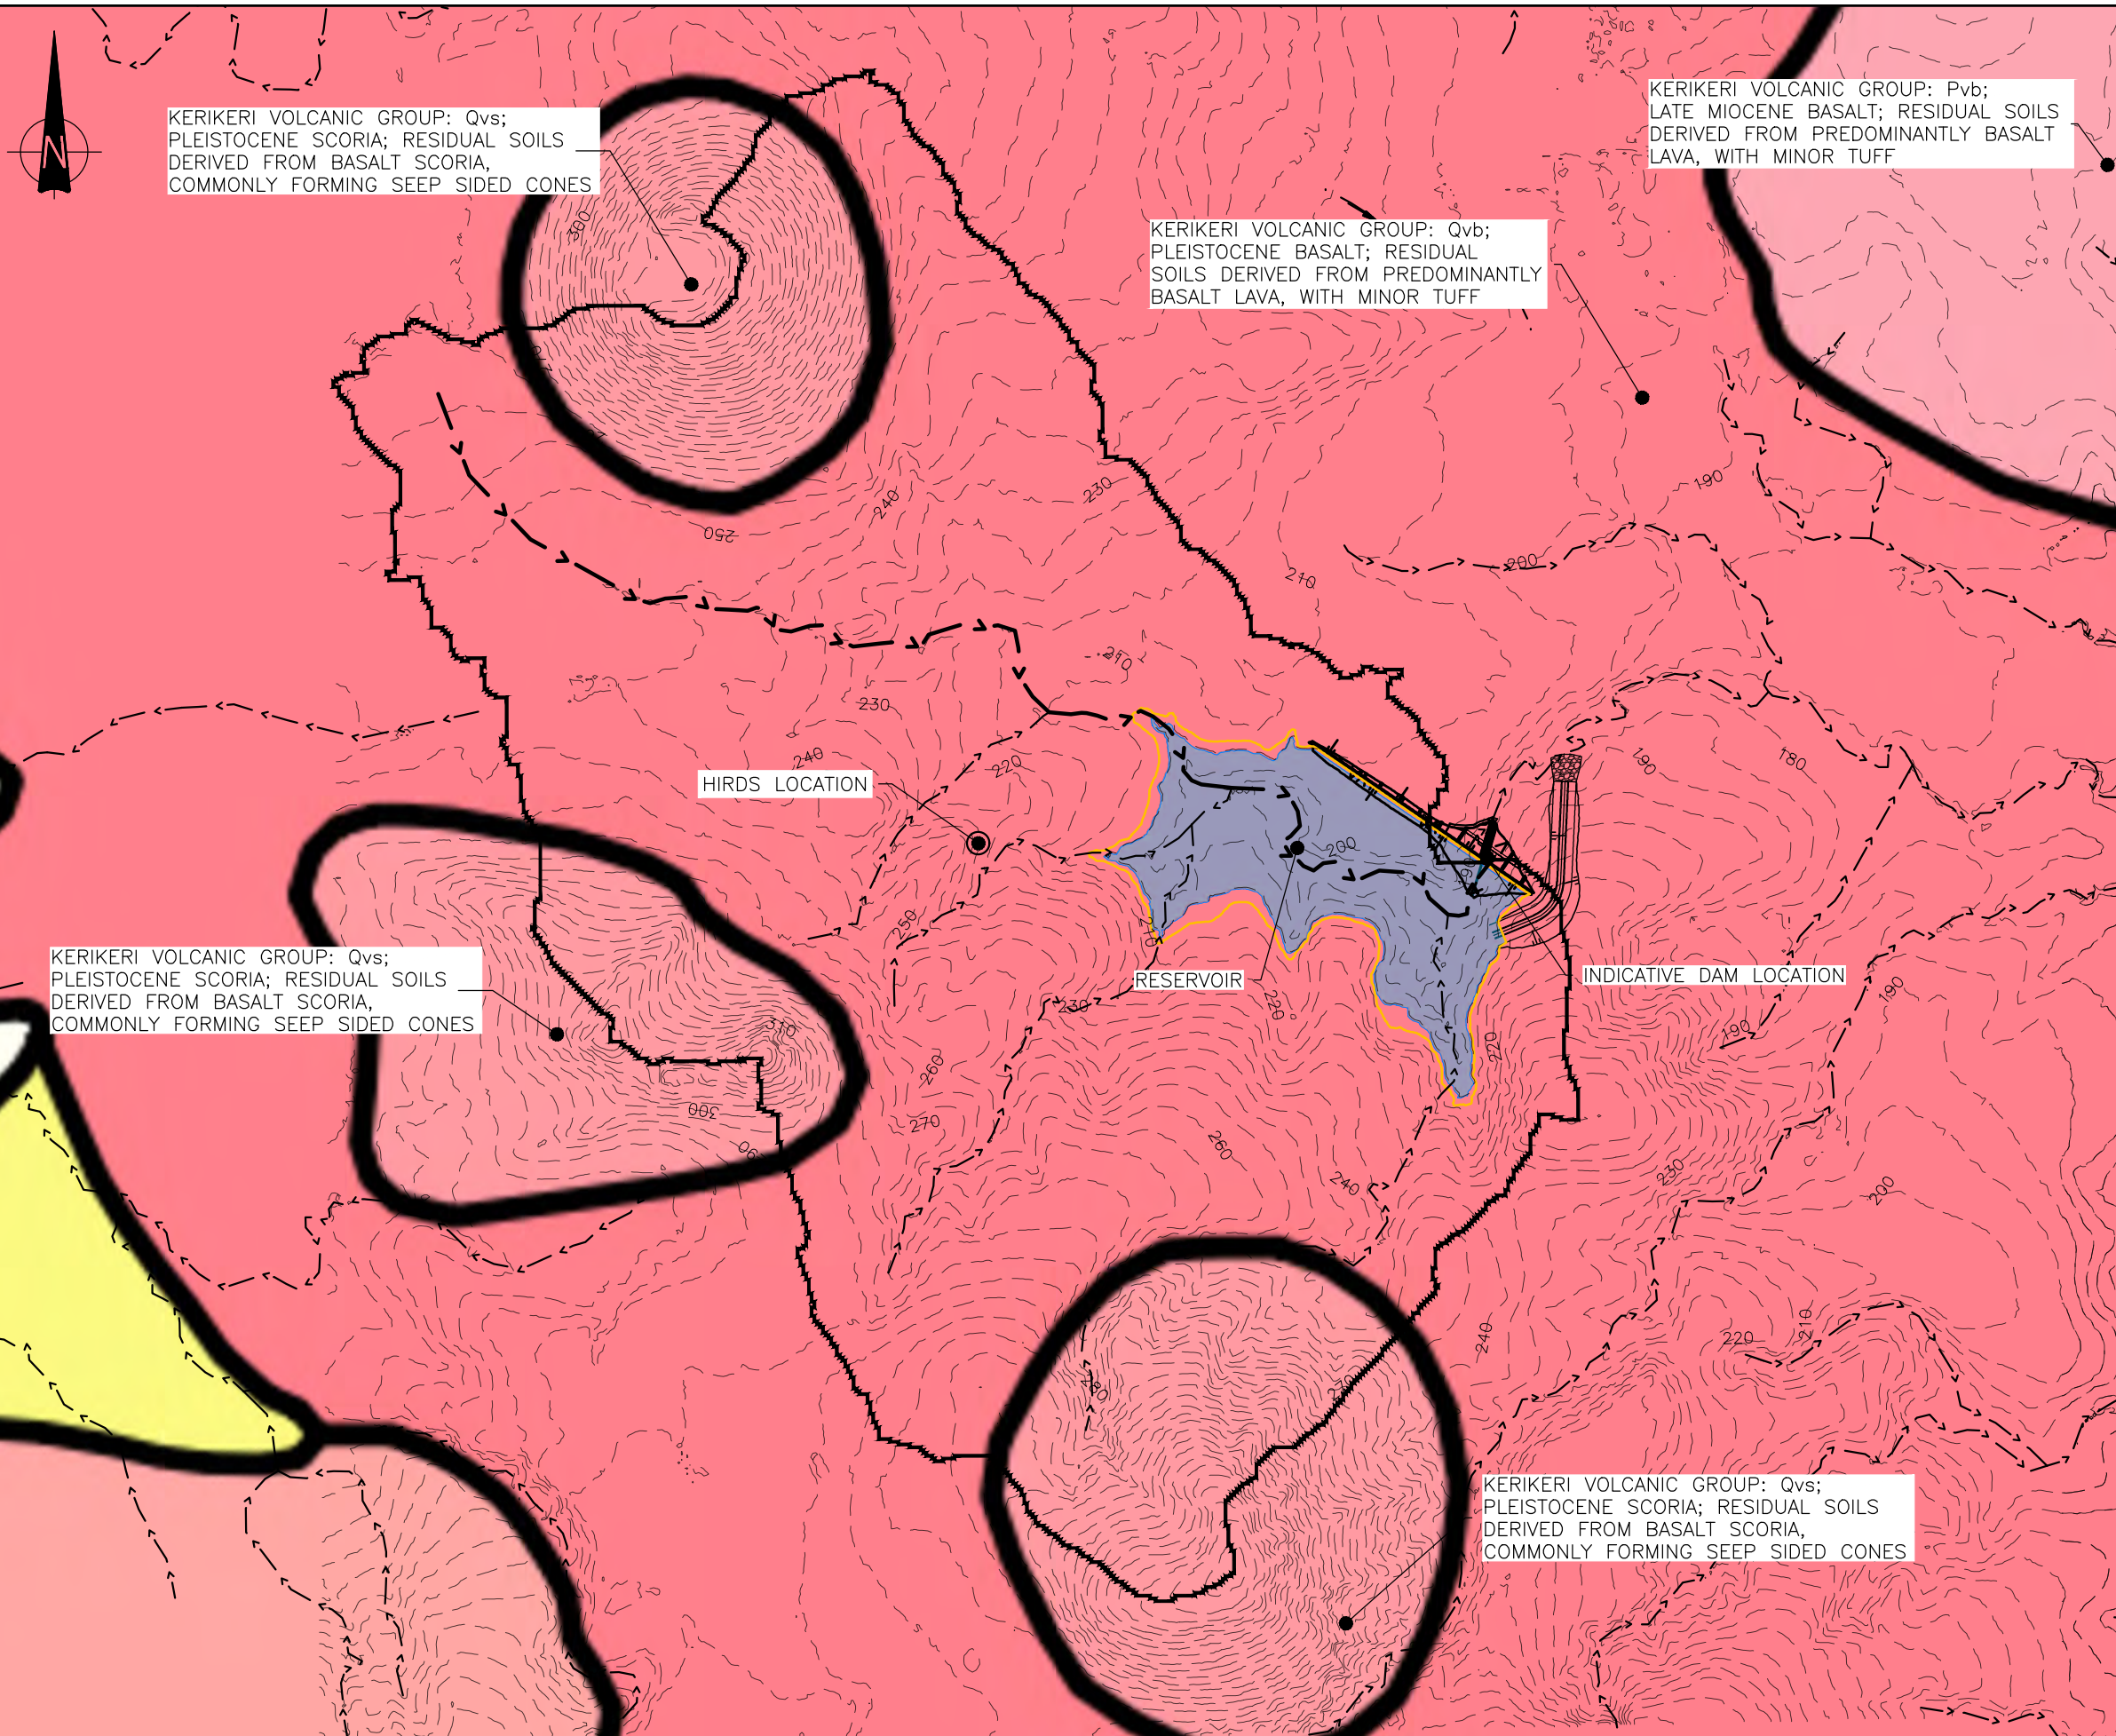 N
KERIKERI VOLCANIC GROUP: Qvs;
PLEISTOCENE SCORIA; RESIDUAL SOILS
DERIVED FROM BASALT SCORIA,
COMMONLY FORMING SEEP SIDED CONES
KERIKERI VOLCANIC GROUP: Pvb;
LATE MIOCENE BASALT; RESIDUAL SOILS
DERIVED FROM PREDOMINANTLY BASALT
LAVA, WITH MINOR TUFF
KERIKERI VOLCANIC GROUP: Qvb;
PLEISTOCENE BASALT; RESIDUAL
SOILS DERIVED FROM PREDOMINANTLY
BASALT LAVA, WITH MINOR TUFF
300
240
230
190
250
200
210
210
230
240
220
190
180
HIRDS LOCATION
200
250
210
KERIKERI VOLCANIC GROUP: Qvs;
PLEISTOCENE SCORIA; RESIDUAL SOILS
DERIVED FROM BASALT SCORIA,
COMMONLY FORMING SEEP SIDED CONES
RESERVOIR
INDICATIVE DAM LOCATION
230
220
190
190
310
220
260
300
270
260
240
230
200
240
220
210
280
KERIKERI VOLCANIC GROUP: Qvs;
PLEISTOCENE SCORIA; RESIDUAL SOILS
DERIVED FROM BASALT SCORIA,
COMMONLY FORMING SEEP SIDED CONES